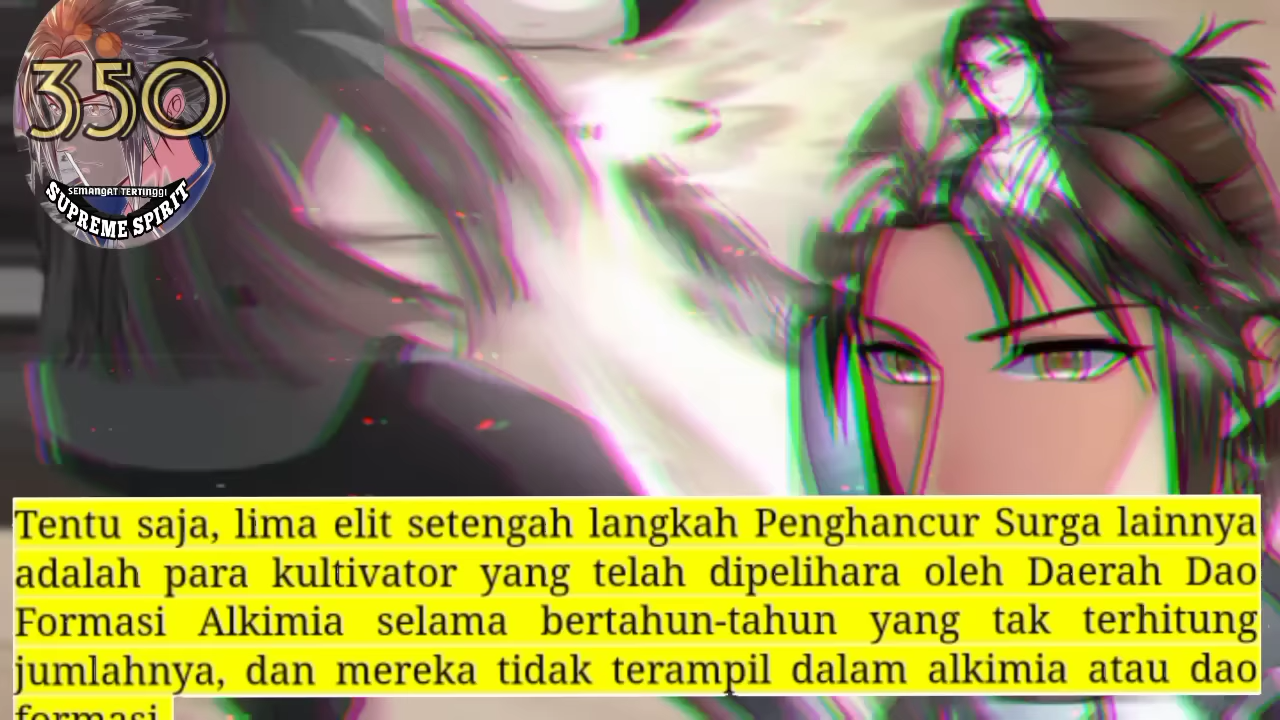 350
SEMANGAT TERTINGGI
SUPREME SPIRIT
Tentu saja, lima elit setengah langkah Penghancur Surga lainnya
adalah para kultivator yang telah dipelihara oleh Daerah Dao
Formasi Alkimia selama bertahun-tahun yang tak terhitung
jumlahnya, dan mereka tidak terampil dalam alkimia atau dao
formasi.